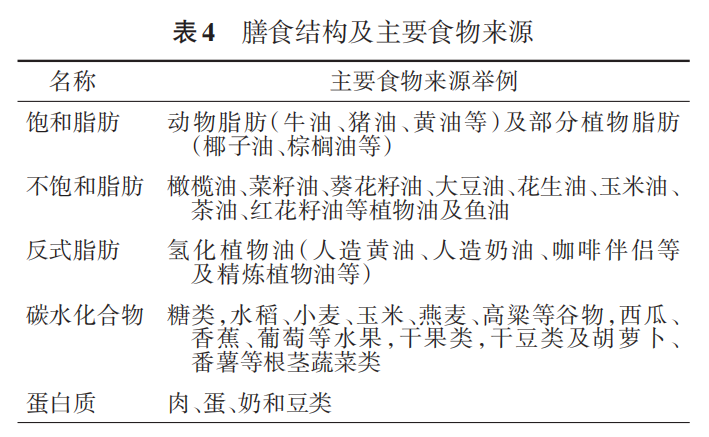 表4 膳食结构及主要食物来源
名称 主要食物来源举例
饱和脂肪 动物脂肪(牛油、猪油、黄油等)及部分植物脂肪
(椰子油、棕榈油等)
不饱和脂肪 橄榄油、菜籽油、葵花籽油、大豆油、花生油、玉米油、
茶油、红花籽油等植物油及鱼油
反式脂肪 氢化植物油(人造黄油、人造奶油、咖啡伴侣等
及精炼植物油等)
碳水化合物 糖类,水稻、小麦、玉米、燕麦、高粱等谷物,西瓜、
香蕉、葡萄等水果,干果类,干豆类及胡萝卜、
番薯等根茎蔬菜类
蛋白质 肉、蛋、奶和豆类